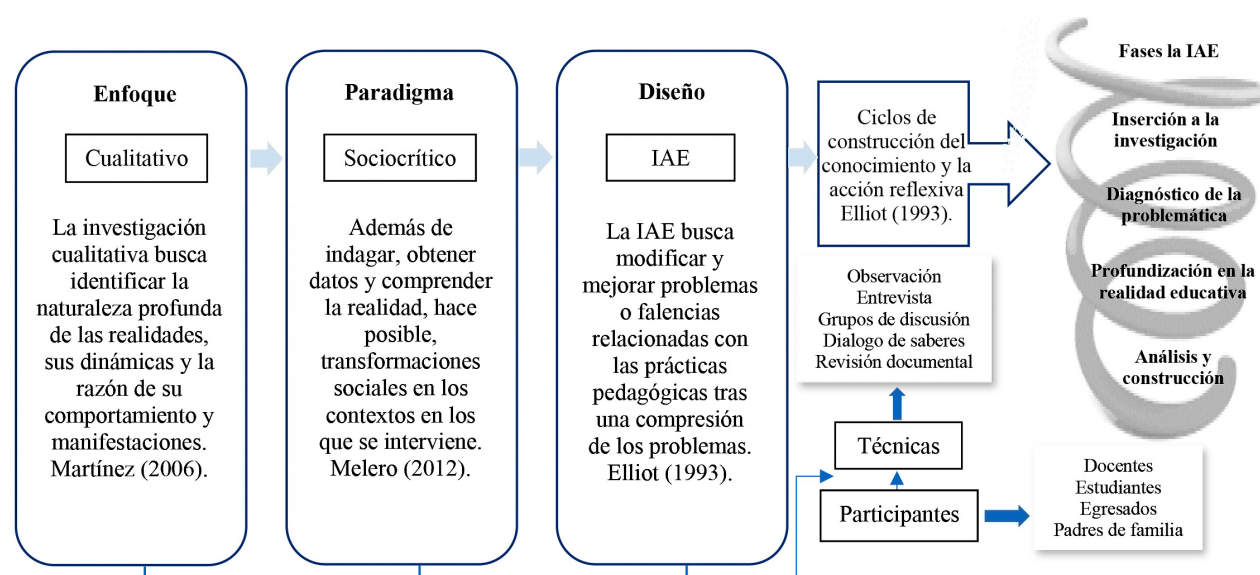 Enfoque
Cualitativo
La investigación
cualitativa busca
identificar la
naturaleza profunda
de las realidades,
sus dinámicas y la
razón de su
comportamiento y
manifestaciones.
Martínez (2006).
Paradigma
Sociocrítico
Además de
indagar, obtener
datos y comprender
la realidad, hace
posible,
transformaciones
sociales en los
contextos en los
que se interviene.
Melero (2012).
Diseño
IAE
La IAE busca
modificar y
mejorar problemas
o falencias
relacionadas con
las prácticas
pedagógicas tras
una compresión
de los problemas.
Elliot (1993).
Ciclos de
construcción del
conocimiento y la
acción reflexiva
Elliot (1993).
Fases la IAE
Inserción a la
investigación
Diagnóstico de la
problemática
Profundización en la
realidad educativa
Análisis y
construcción
Observación
Entrevista
Grupos de discusión
Dialogo de saberes
Revisión documental
Técnicas
Participantes
Docentes
Estudiantes
Egresados
Padres de familia